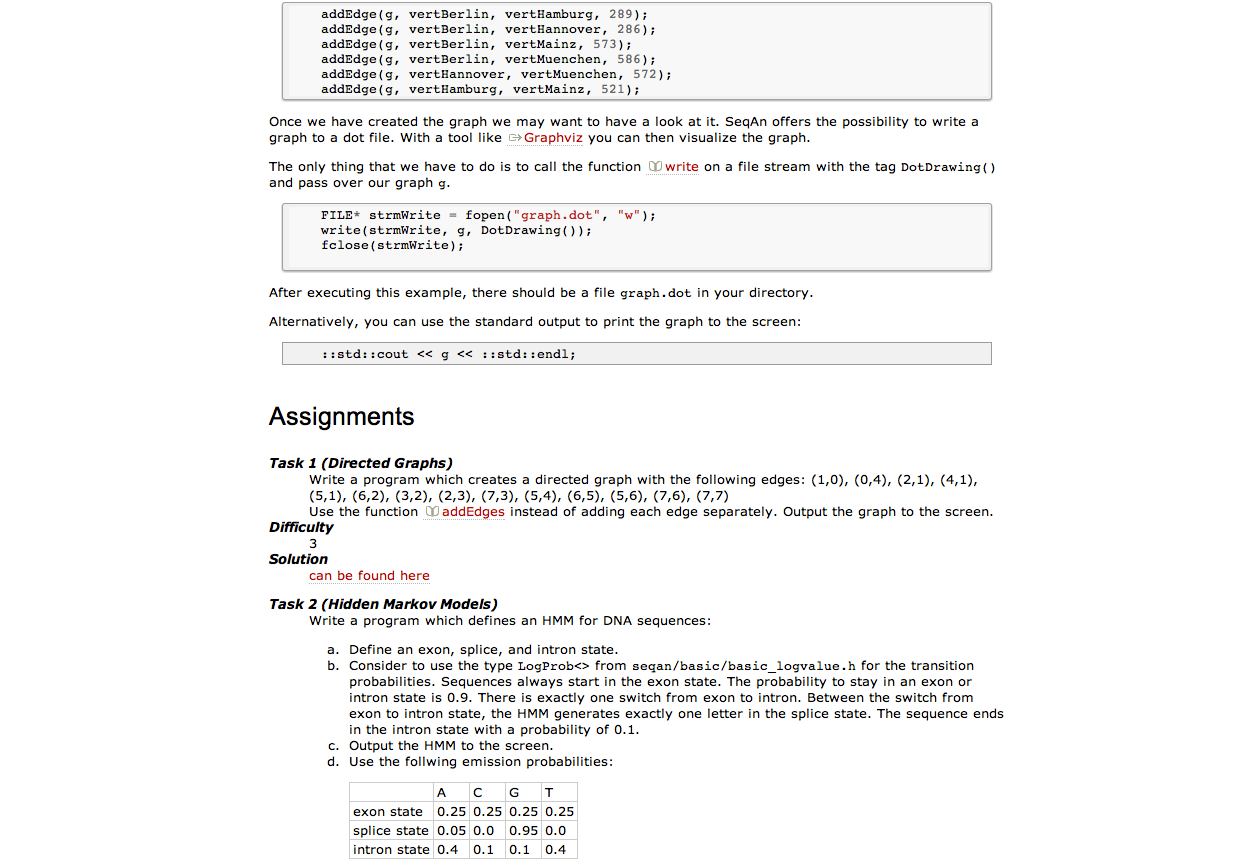 addEdge(g, vertBerlin, vertHamburg, 289);
addEdge(g, vertBerlin, vertHannover, 286);
addEdge(g, vertBerlin, vertMainz, 573);
addEdge(g, vertBerlin, vertMuenchen, 586);
addEdge(g, vertHannover, vertMuenchen, 572);
addEdge(g, vertHamburg, vertMainz, 521);
Once we have created the graph we may want to have a look at it. SeqAn offers the possibility to write a
graph to a dot file. With a tool like Graphviz you can then visualize the graph.
The only thing that we have to do is to call the function write on a file stream with the tag DotDrawing()
and pass over our graph g.
FILE* strmWrite = fopen("graph.dot", "w");
write(strmWrite, g, DotDrawing());
fclose(strmWrite);
After executing this example, there should be a file graph.dot in your directory.
Alternatively, you can use the standard output to print the graph to the screen:
::std::cout << g << ::std::endl;
Assignments
Task 1 (Directed Graphs)
Write a program which creates a directed graph with the following edges: (1,0), (0,4), (2,1), (4,1),
(5,1), (6,2), (3,2), (2,3), (7,3), (5,4), (6,5), (5,6), (7,6), (7,7)
Use the function addEdges instead of adding each edge separately. Output the graph to the screen.
Difficulty
3
Solution
can be found here
Task 2 (Hidden Markov Models)
Write a program which defines an HMM for DNA sequences:
a. Define an exon, splice, and intron state.
b. Consider to use the type LogProb<> from seqan/basic/basic_logvalue.h for the transition
probabilities. Sequences always start in the exon state. The probability to stay in an exon or
intron state is 0.9. There is exactly one switch from exon to intron. Between the switch from
exon to intron state, the HMM generates exactly one letter in the splice state. The sequence ends
in the intron state with a probability of 0.1.
c. Output the HMM to the screen.
d. Use the follwing emission probabilities:
A C G T
exon state 0.25 0.25 0.25 0.25
splice state 0.05 0.0 0.95 0.0
intron state 0.4 0.1 0.1 0.4